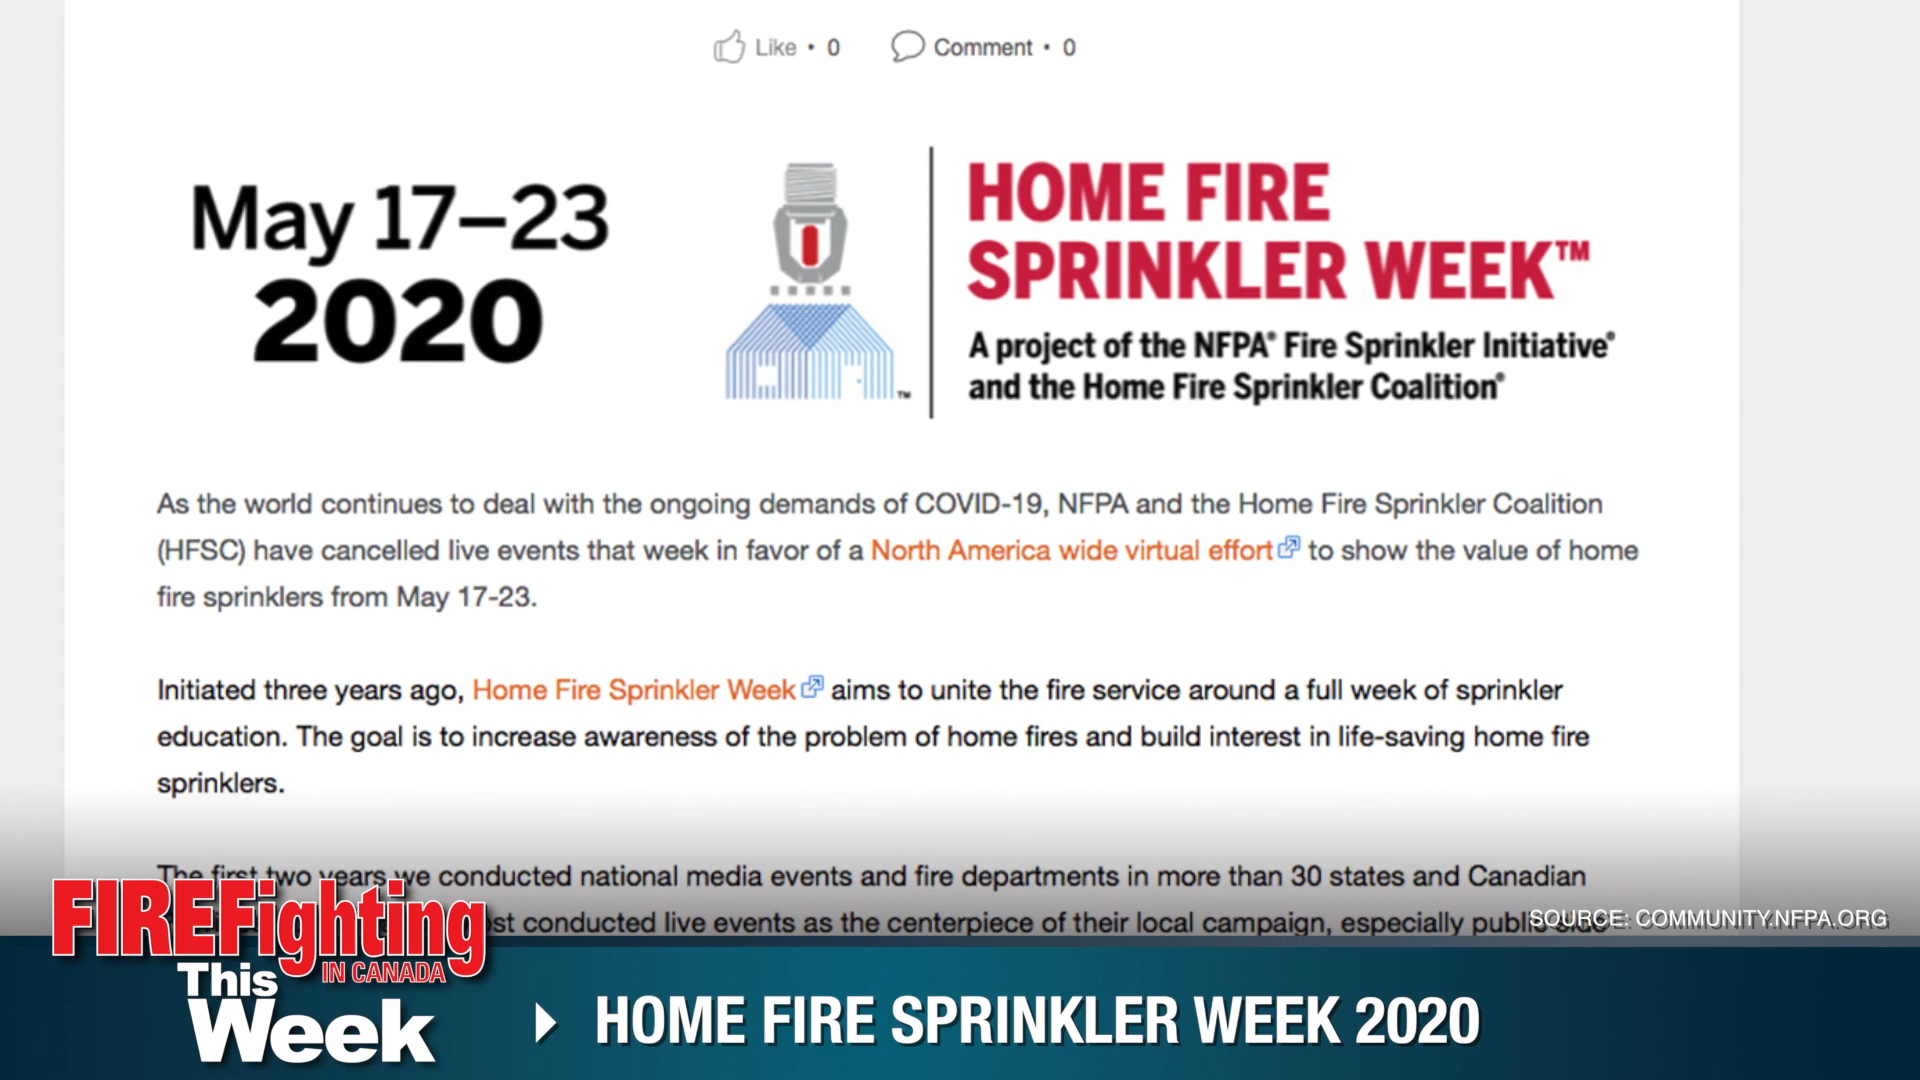 Like • 0 Comment • 0
May 17–23
2020
HOME FIRE
SPRINKLER WEEK™
A project of the NFPA® Fire Sprinkler Initiative®
and the Home Fire Sprinkler Coalition®
™
As the world continues to deal with the ongoing demands of COVID-19, NFPA and the Home Fire Sprinkler Coalition
(HFSC) have cancelled live events that week in favor of a North America wide virtual effort to show the value of home
fire sprinklers from May 17-23.
Initiated three years ago, Home Fire Sprinkler Week aims to unite the fire service around a full week of sprinkler
education. The goal is to increase awareness of the problem of home fires and build interest in life-saving home fire
sprinklers.
The first two years we conducted national media events and fire departments in more than 30 states and Canadian
conducted live events as the centerpiece of their local campaign, especially
SOURCE: COMMUNITY.NFPA.ORG
FIREFighting
IN CANADA
This
Week
HOME FIRE SPRINKLER WEEK 2020